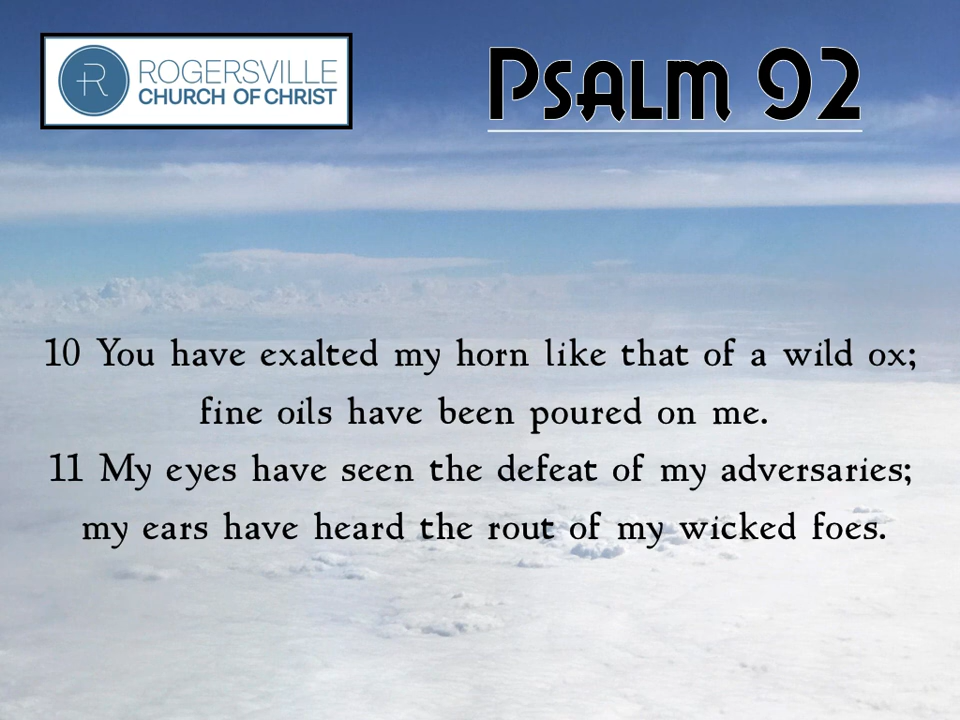 R
ROGERSVILLE
CHURCH OF CHRIST
PSALM 92
10 You have exalted my horn like that of a wild ox;
fine oils have been poured on me.
11 My eyes have seen the defeat of my adversaries;
my ears have heard the rout of my wicked foes.